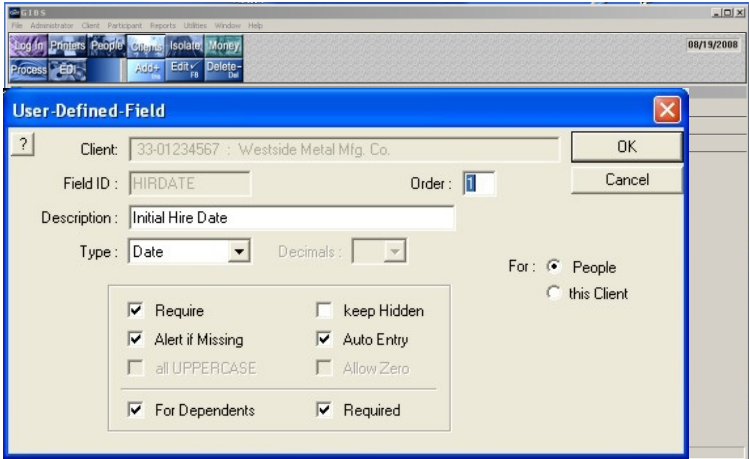 GIBS
File Administrator Client Participant Reports Utilities Window Help
Log In Printers People Clients Isolate Money 08/19/2008
Process EDI Add+ Ins Edit✓ F8 Delete- Del
User-Defined-Field
? Client: 33-01234567 : Westside Metal Mfg. Co. OK
Field ID : HIRDATE Order : 1 Cancel
Description : Initial Hire Date
Type : Date Decimals :
For : People
this Client
Require keep Hidden
Alert if Missing Auto Entry
all UPPERCASE Allow Zero
For Dependents Required